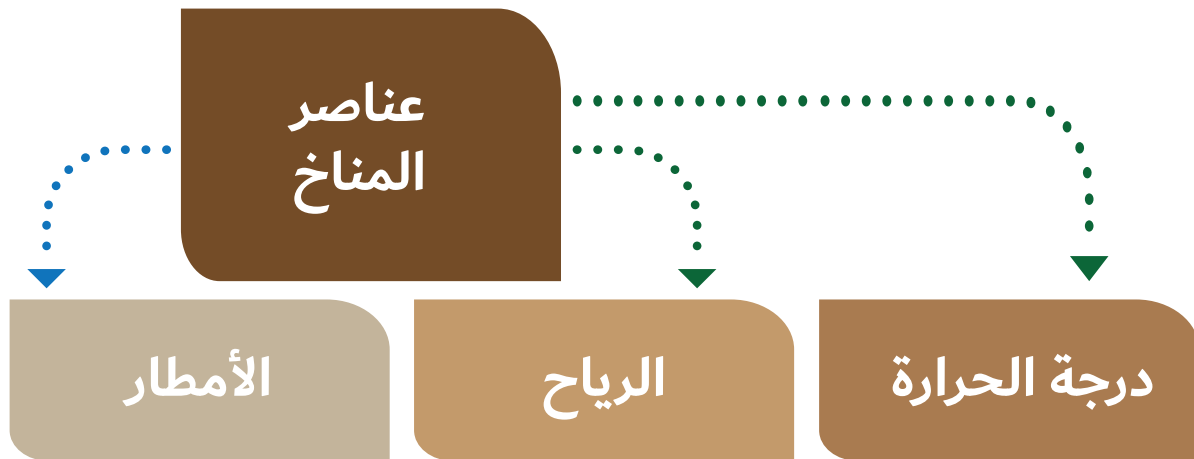 عناصر
المناخ
درجة الحرارة
الرياح
الأمطار